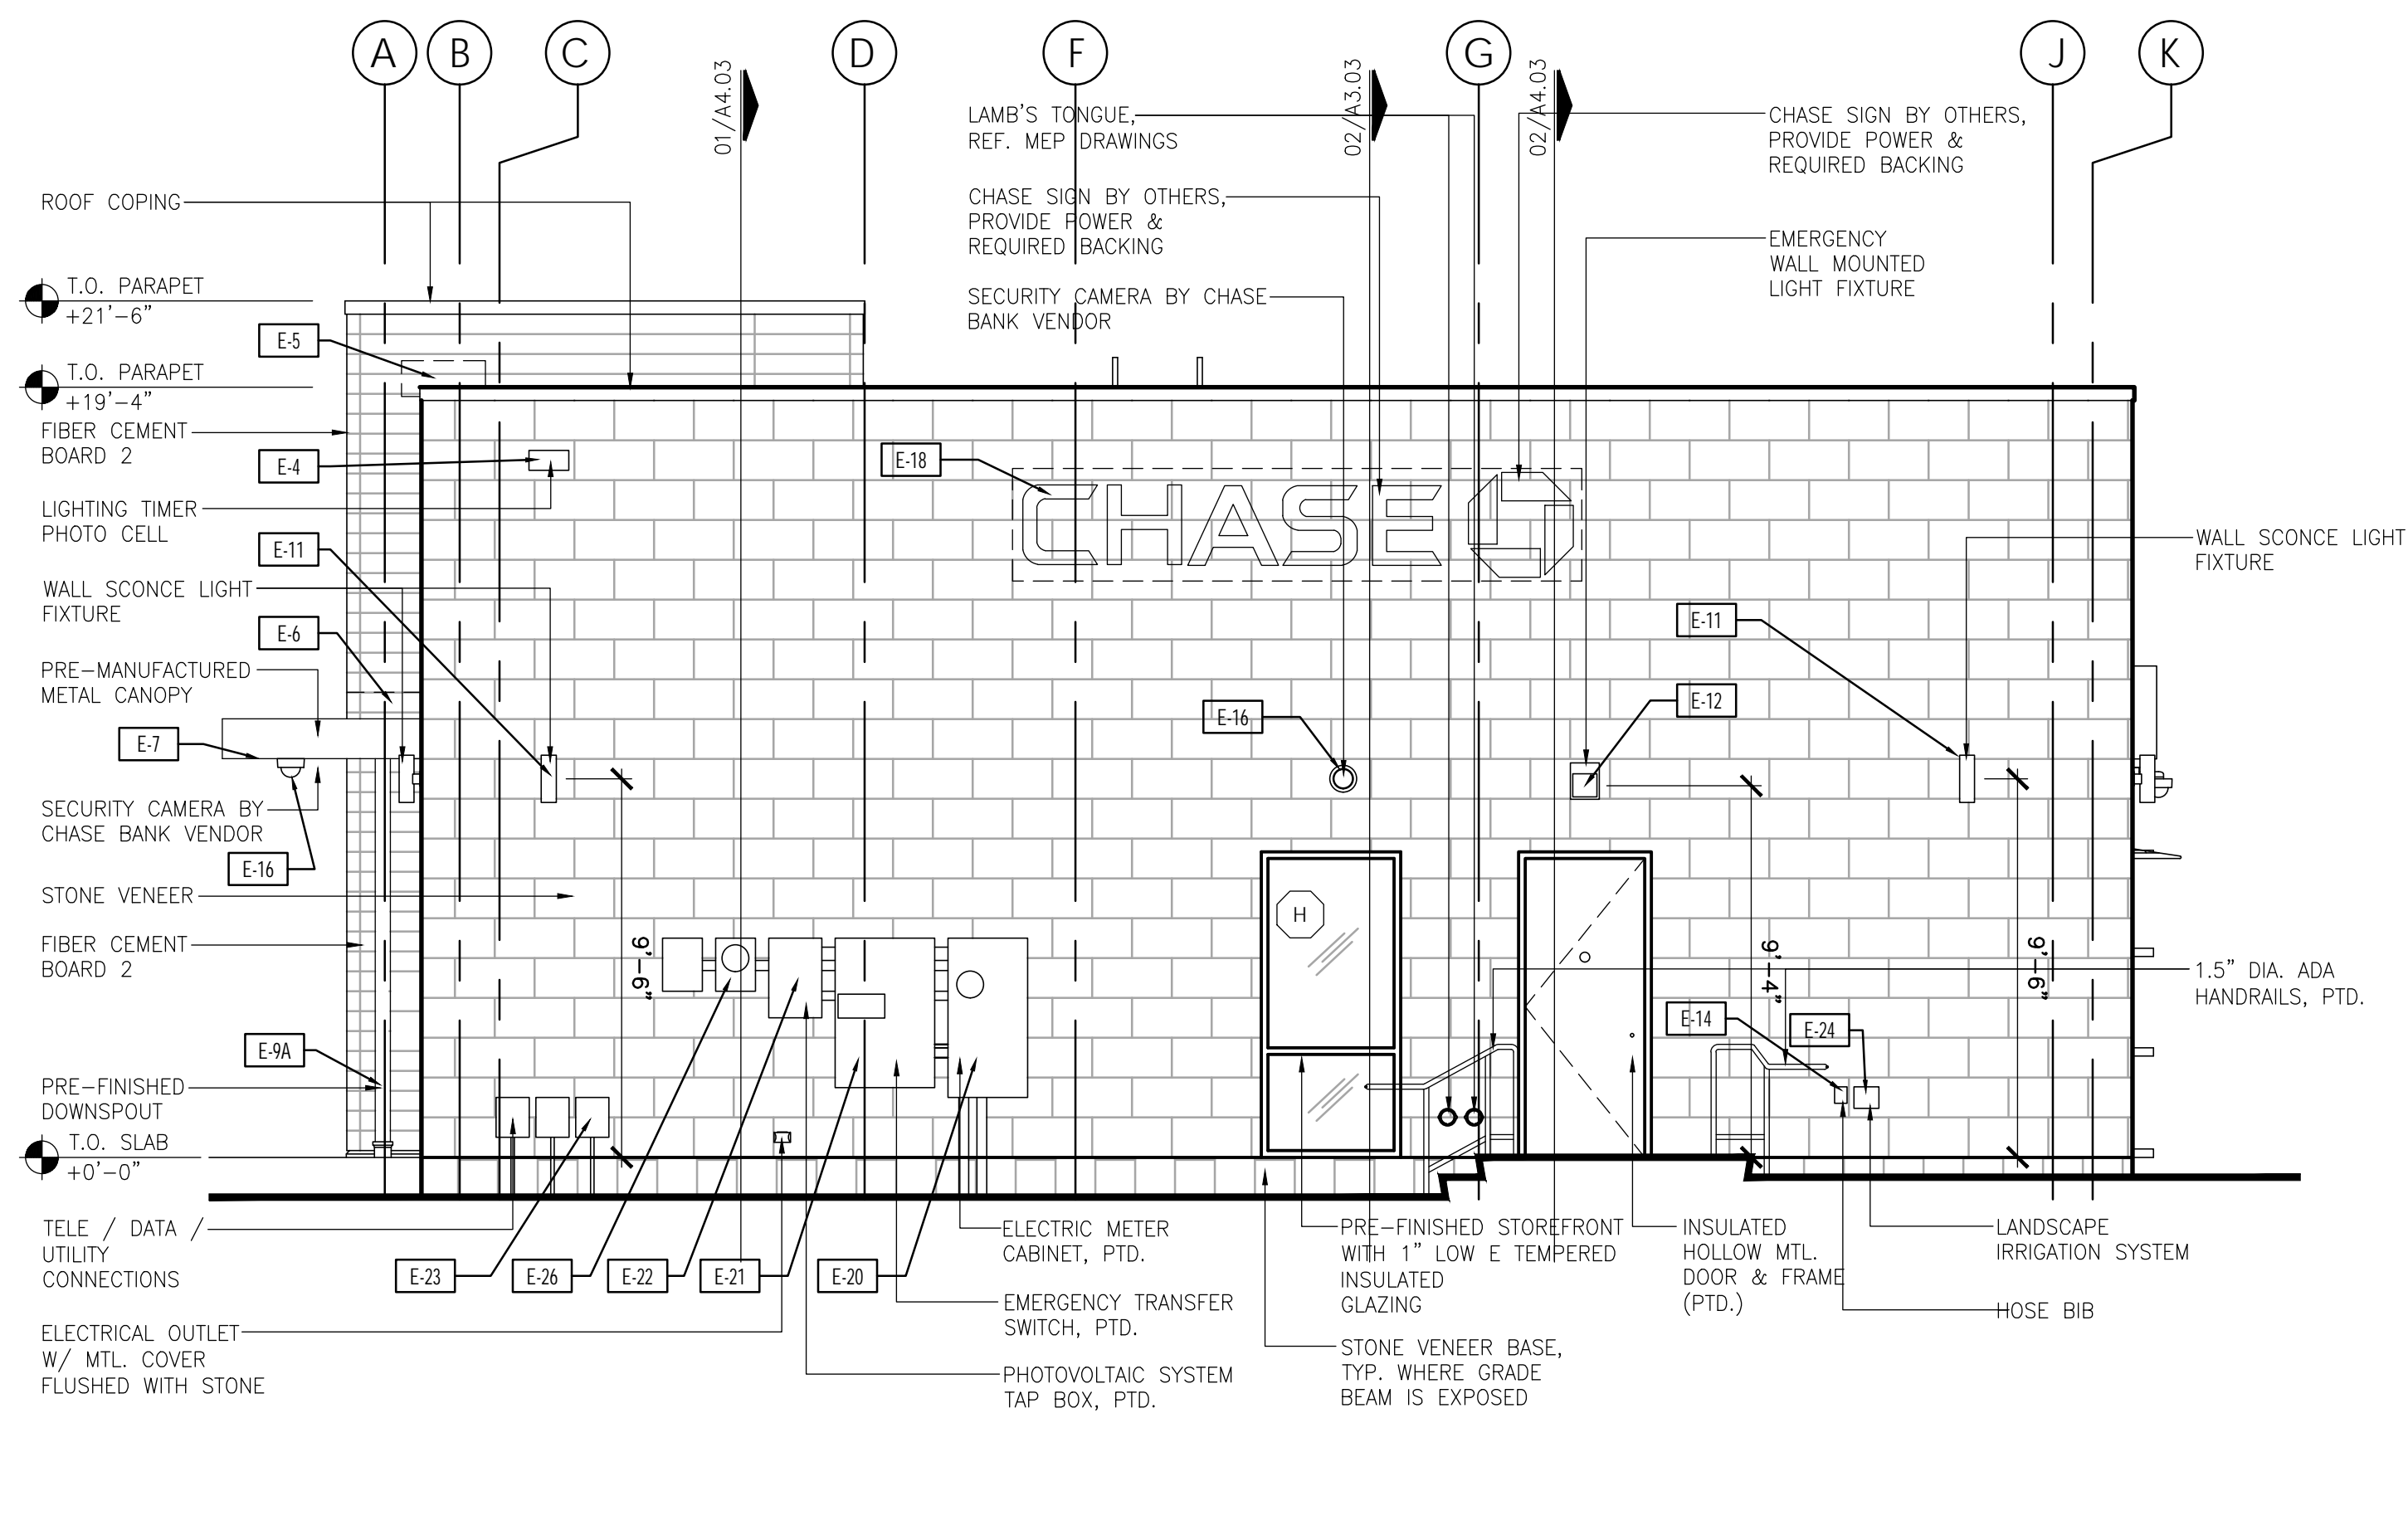 A
B
C
D
F
G
J
K
01/A4.03
02/A3.03
02/A4.03
LAMB'S TONGUE,
REF. MEP DRAWINGS
CHASE SIGN BY OTHERS,
PROVIDE POWER &
REQUIRED BACKING
CHASE SIGN BY OTHERS,
PROVIDE POWER &
REQUIRED BACKING
ROOF COPING
EMERGENCY
WALL MOUNTED
LIGHT FIXTURE
T.O. PARAPET
+21'-6"
SECURITY CAMERA BY CHASE
BANK VENDOR
E-5
T.O. PARAPET
+19'-4"
FIBER CEMENT
BOARD 2
E-4
E-18
CHASE
LIGHTING TIMER
PHOTO CELL
E-11
WALL SCONCE LIGHT
FIXTURE
WALL SCONCE LIGHT
FIXTURE
E-6
E-11
PRE-MANUFACTURED
METAL CANOPY
E-7
E-16
E-12
SECURITY CAMERA BY
CHASE BANK VENDOR
E-16
STONE VENEER
H
FIBER CEMENT
BOARD 2
9'-6"
9'-4"
9'-6"
1.5" DIA. ADA
HANDRAILS, PTD.
E-14
E-24
E-9A
PRE-FINISHED
DOWNSPOUT
T.O. SLAB
+0'-0"
TELE / DATA /
UTILITY
CONNECTIONS
E-23
E-26
E-22
E-21
E-20
ELECTRIC METER
CABINET, PTD.
PRE-FINISHED STOREFRONT
WITH 1" LOW E TEMPERED
INSULATED
GLAZING
INSULATED
HOLLOW MTL.
DOOR & FRAME
(PTD.)
LANDSCAPE
IRRIGATION SYSTEM
HOSE BIB
EMERGENCY TRANSFER
SWITCH, PTD.
ELECTRICAL OUTLET
W/ MTL. COVER
FLUSHED WITH STONE
PHOTOVOLTAIC SYSTEM
TAP BOX, PTD.
STONE VENEER BASE,
TYP. WHERE GRADE
BEAM IS EXPOSED